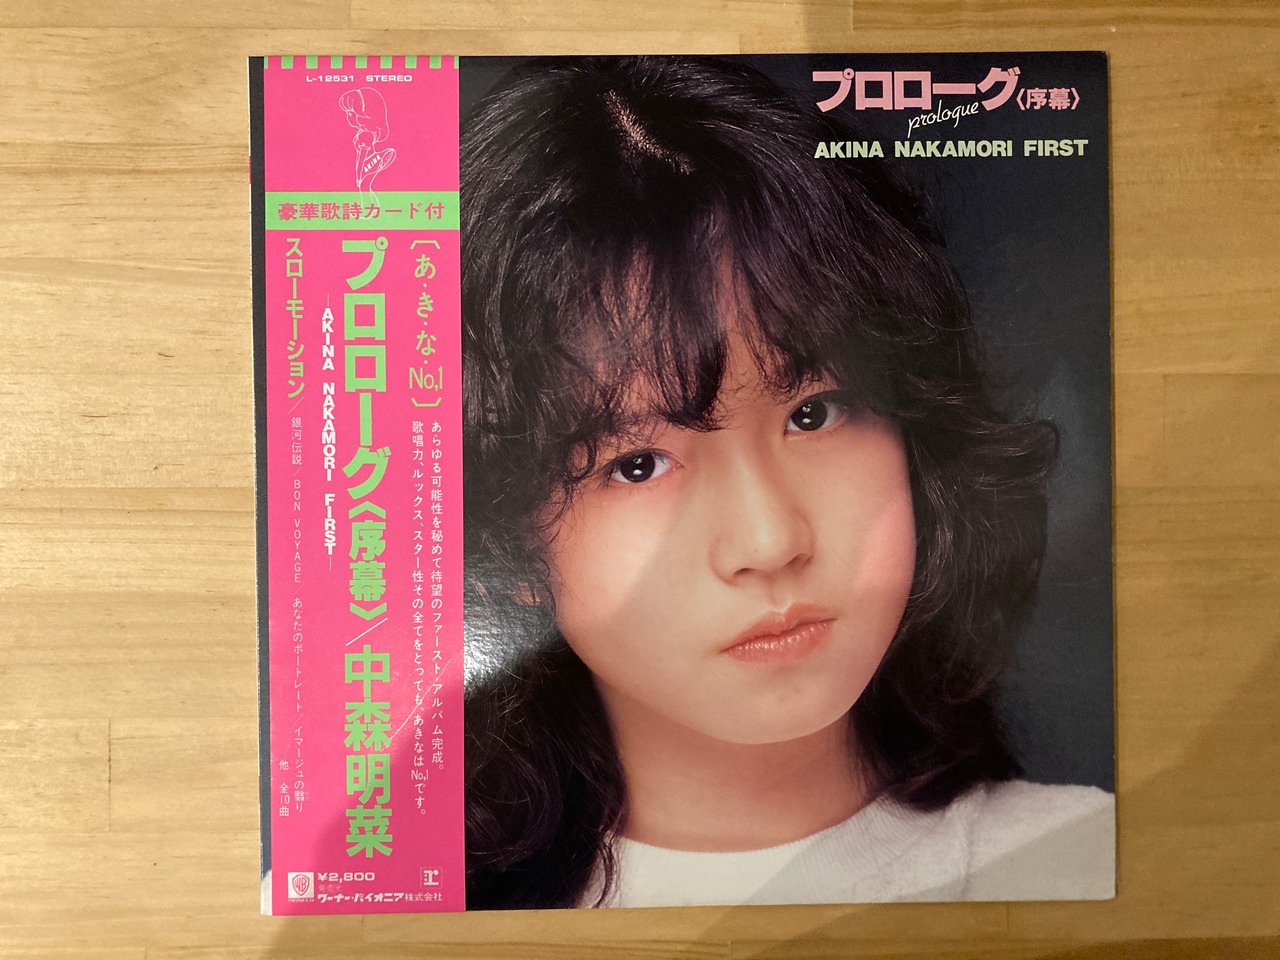 プロローグ〈序幕〉
prologue
AKINA NAKAMORI FIRST
L-12531 STEREO
AKINA
豪華歌詩カード付
〔あ・き・な・No,1〕
あらゆる可能性を秘めて待望のファースト・アルバム完成。
歌唱力、ルックス、スター性その全てをとっても、あきなはNo,1です。
プロローグ〈序幕〉／中森明菜
—AKINA NAKAMORI FIRST—
スローモーション／銀河伝説／BON VOYAGE あなたのポートレート イマージュの翳り
他 全10曲
¥2,800
発売元
ワーナー・パイオニア株式会社
WB
r